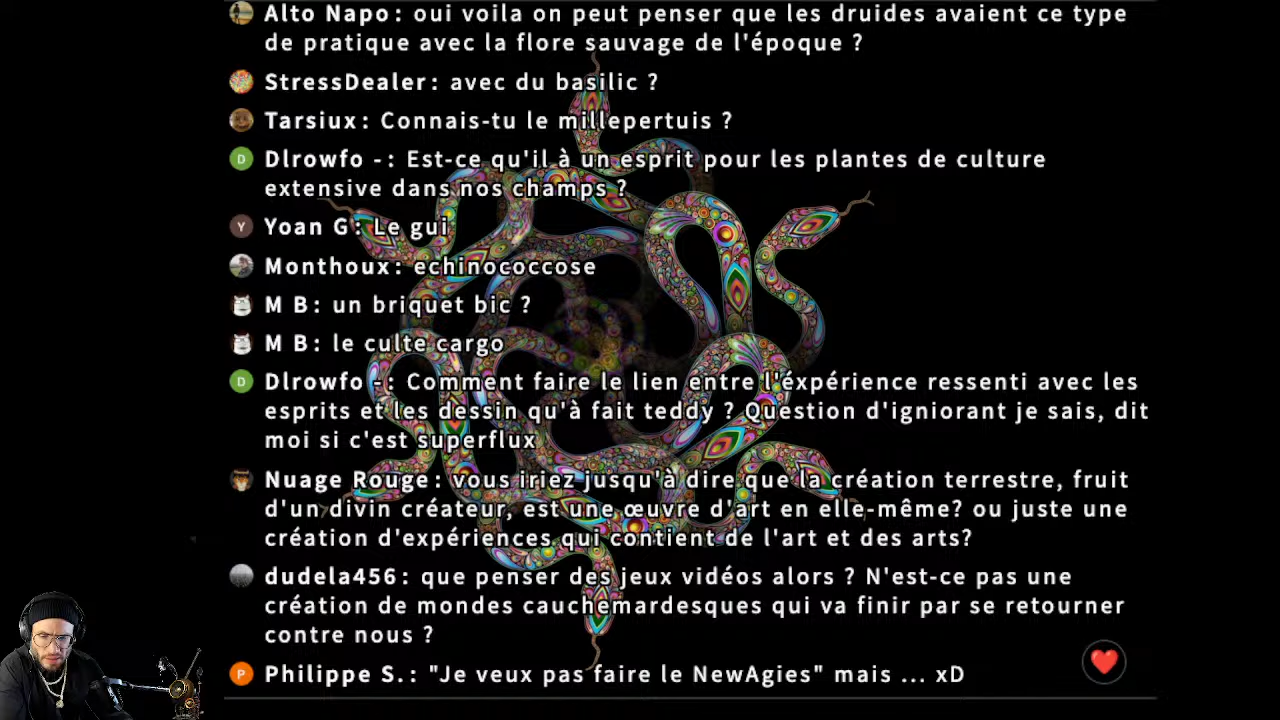 Alto Napo: oui voila on peut penser que les druides avaient ce type
de pratique avec la flore sauvage de l'époque ?
StressDealer: avec du basilic ?
Tarsiux: Connais-tu le millepertuis ?
D Dlrowfo -: Est-ce qu'il à un esprit pour les plantes de culture
extensive dans nos champs ?
Y Yoan G: Le gui
Monthoux: echinococcose
M B: un briquet bic ?
M B: le culte cargo
D Dlrowfo -: Comment faire le lien entre l'éxpérience ressenti avec les
esprits et les dessin qu'à fait teddy ? Question d'igniorant je sais, dit
moi si c'est superflux
Nuage Rouge: vous iriez jusqu'à dire que la création terrestre, fruit
d'un divin créateur, est une œuvre d'art en elle-même? ou juste une
création d'expériences qui contient de l'art et des arts?
dudela456: que penser des jeux vidéos alors ? N'est-ce pas une
création de mondes cauchemardesques qui va finir par se retourner
contre nous ?
P Philippe S.: "Je veux pas faire le NewAgies" mais ... xD